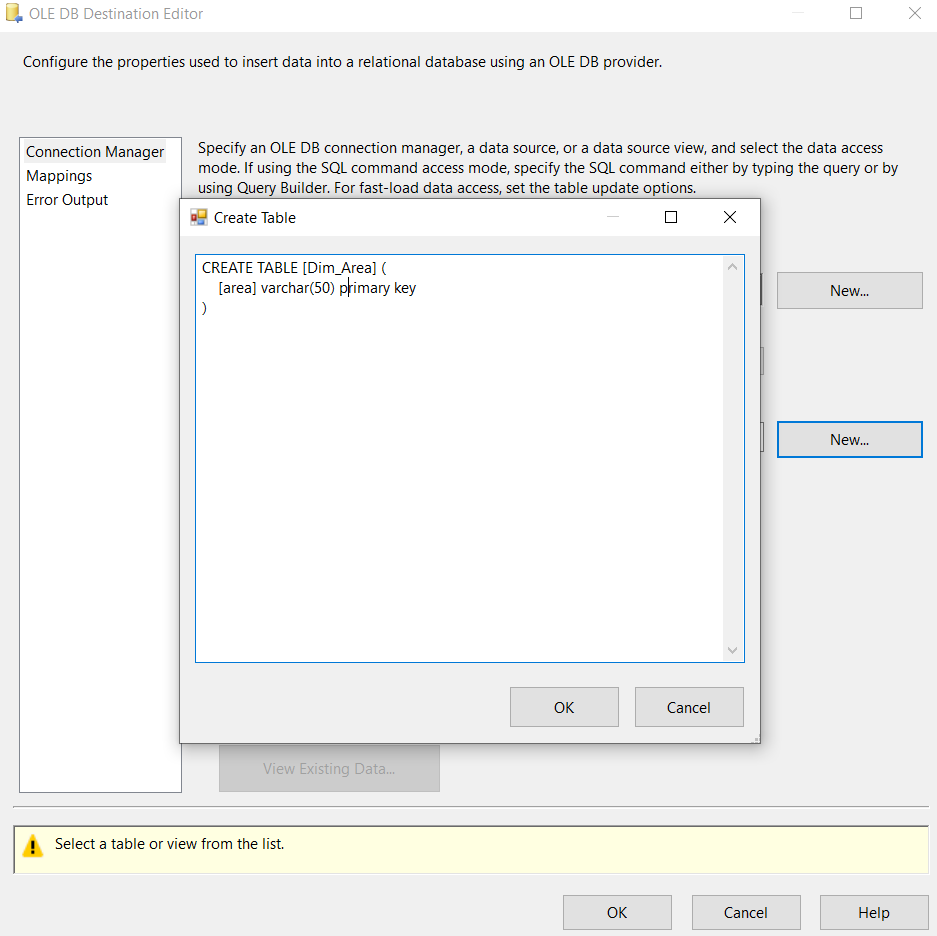 OLE DB Destination Editor
Configure the properties used to insert data into a relational database using an OLE DB provider.
Connection Manager
Mappings
Error Output
Specify an OLE DB connection manager, a data source, or a data source view, and select the data access
mode. If using the SQL command access mode, specify the SQL command either by typing the query or by
using Query Builder. For fast-load data access, set the table update options.
Create Table
CREATE TABLE [Dim_Area] (
[area] varchar(50) primary key
)
New...
New...
OK
Cancel
View Existing Data...
Select a table or view from the list.
OK
Cancel
Help